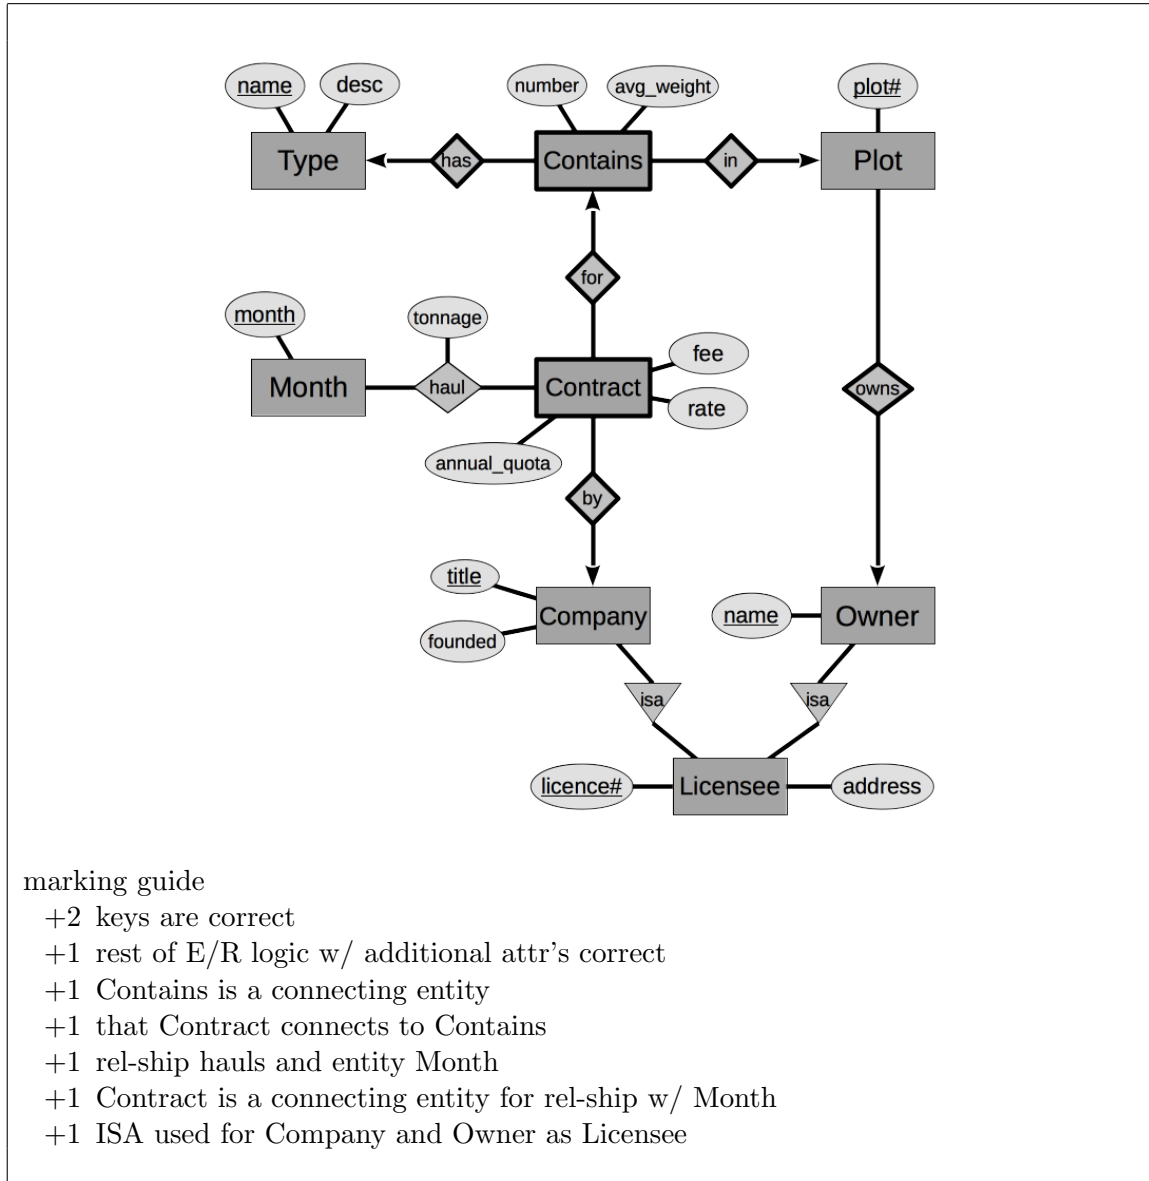 name desc number avg_weight plot#
Type has Contains in Plot
for
month tonnage fee
Month haul Contract owns
rate
annual_quota
by
title
Company name Owner
founded
isa isa
licence# Licensee address
marking guide
+2 keys are correct
+1 rest of E/R logic w/ additional attr's correct
+1 Contains is a connecting entity
+1 that Contract connects to Contains
+1 rel-ship hauls and entity Month
+1 Contract is a connecting entity for rel-ship w/ Month
+1 ISA used for Company and Owner as Licensee